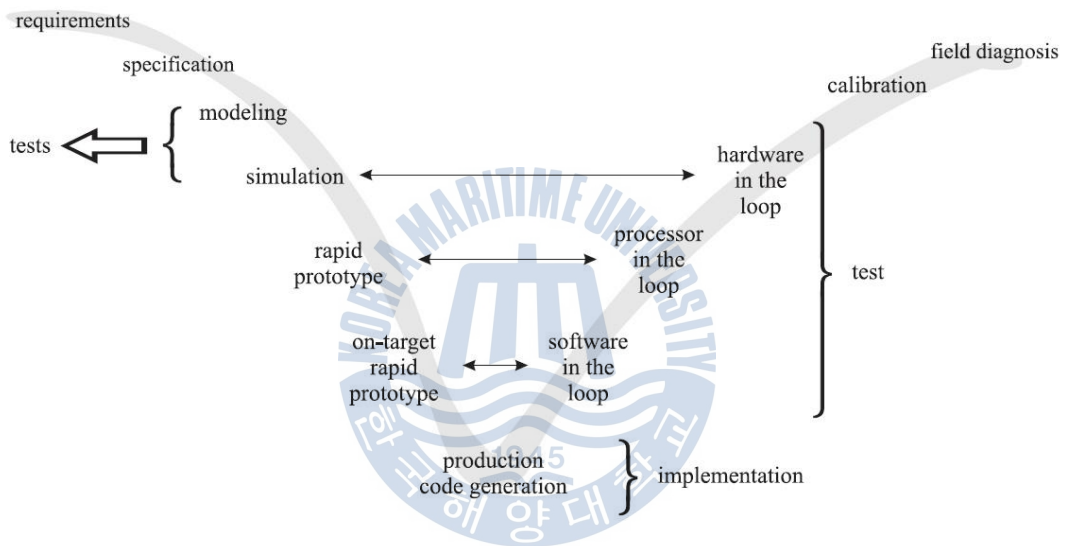 requirements
specification
field diagnosis
calibration
modeling
tests
simulation
hardware
in the
loop
rapid
prototype
processor
in the
loop
test
on-target
rapid
prototype
software
in the
loop
production
code generation
implementation
KOREA MARITIME UNIVERSITY
1945
한국해양대학교